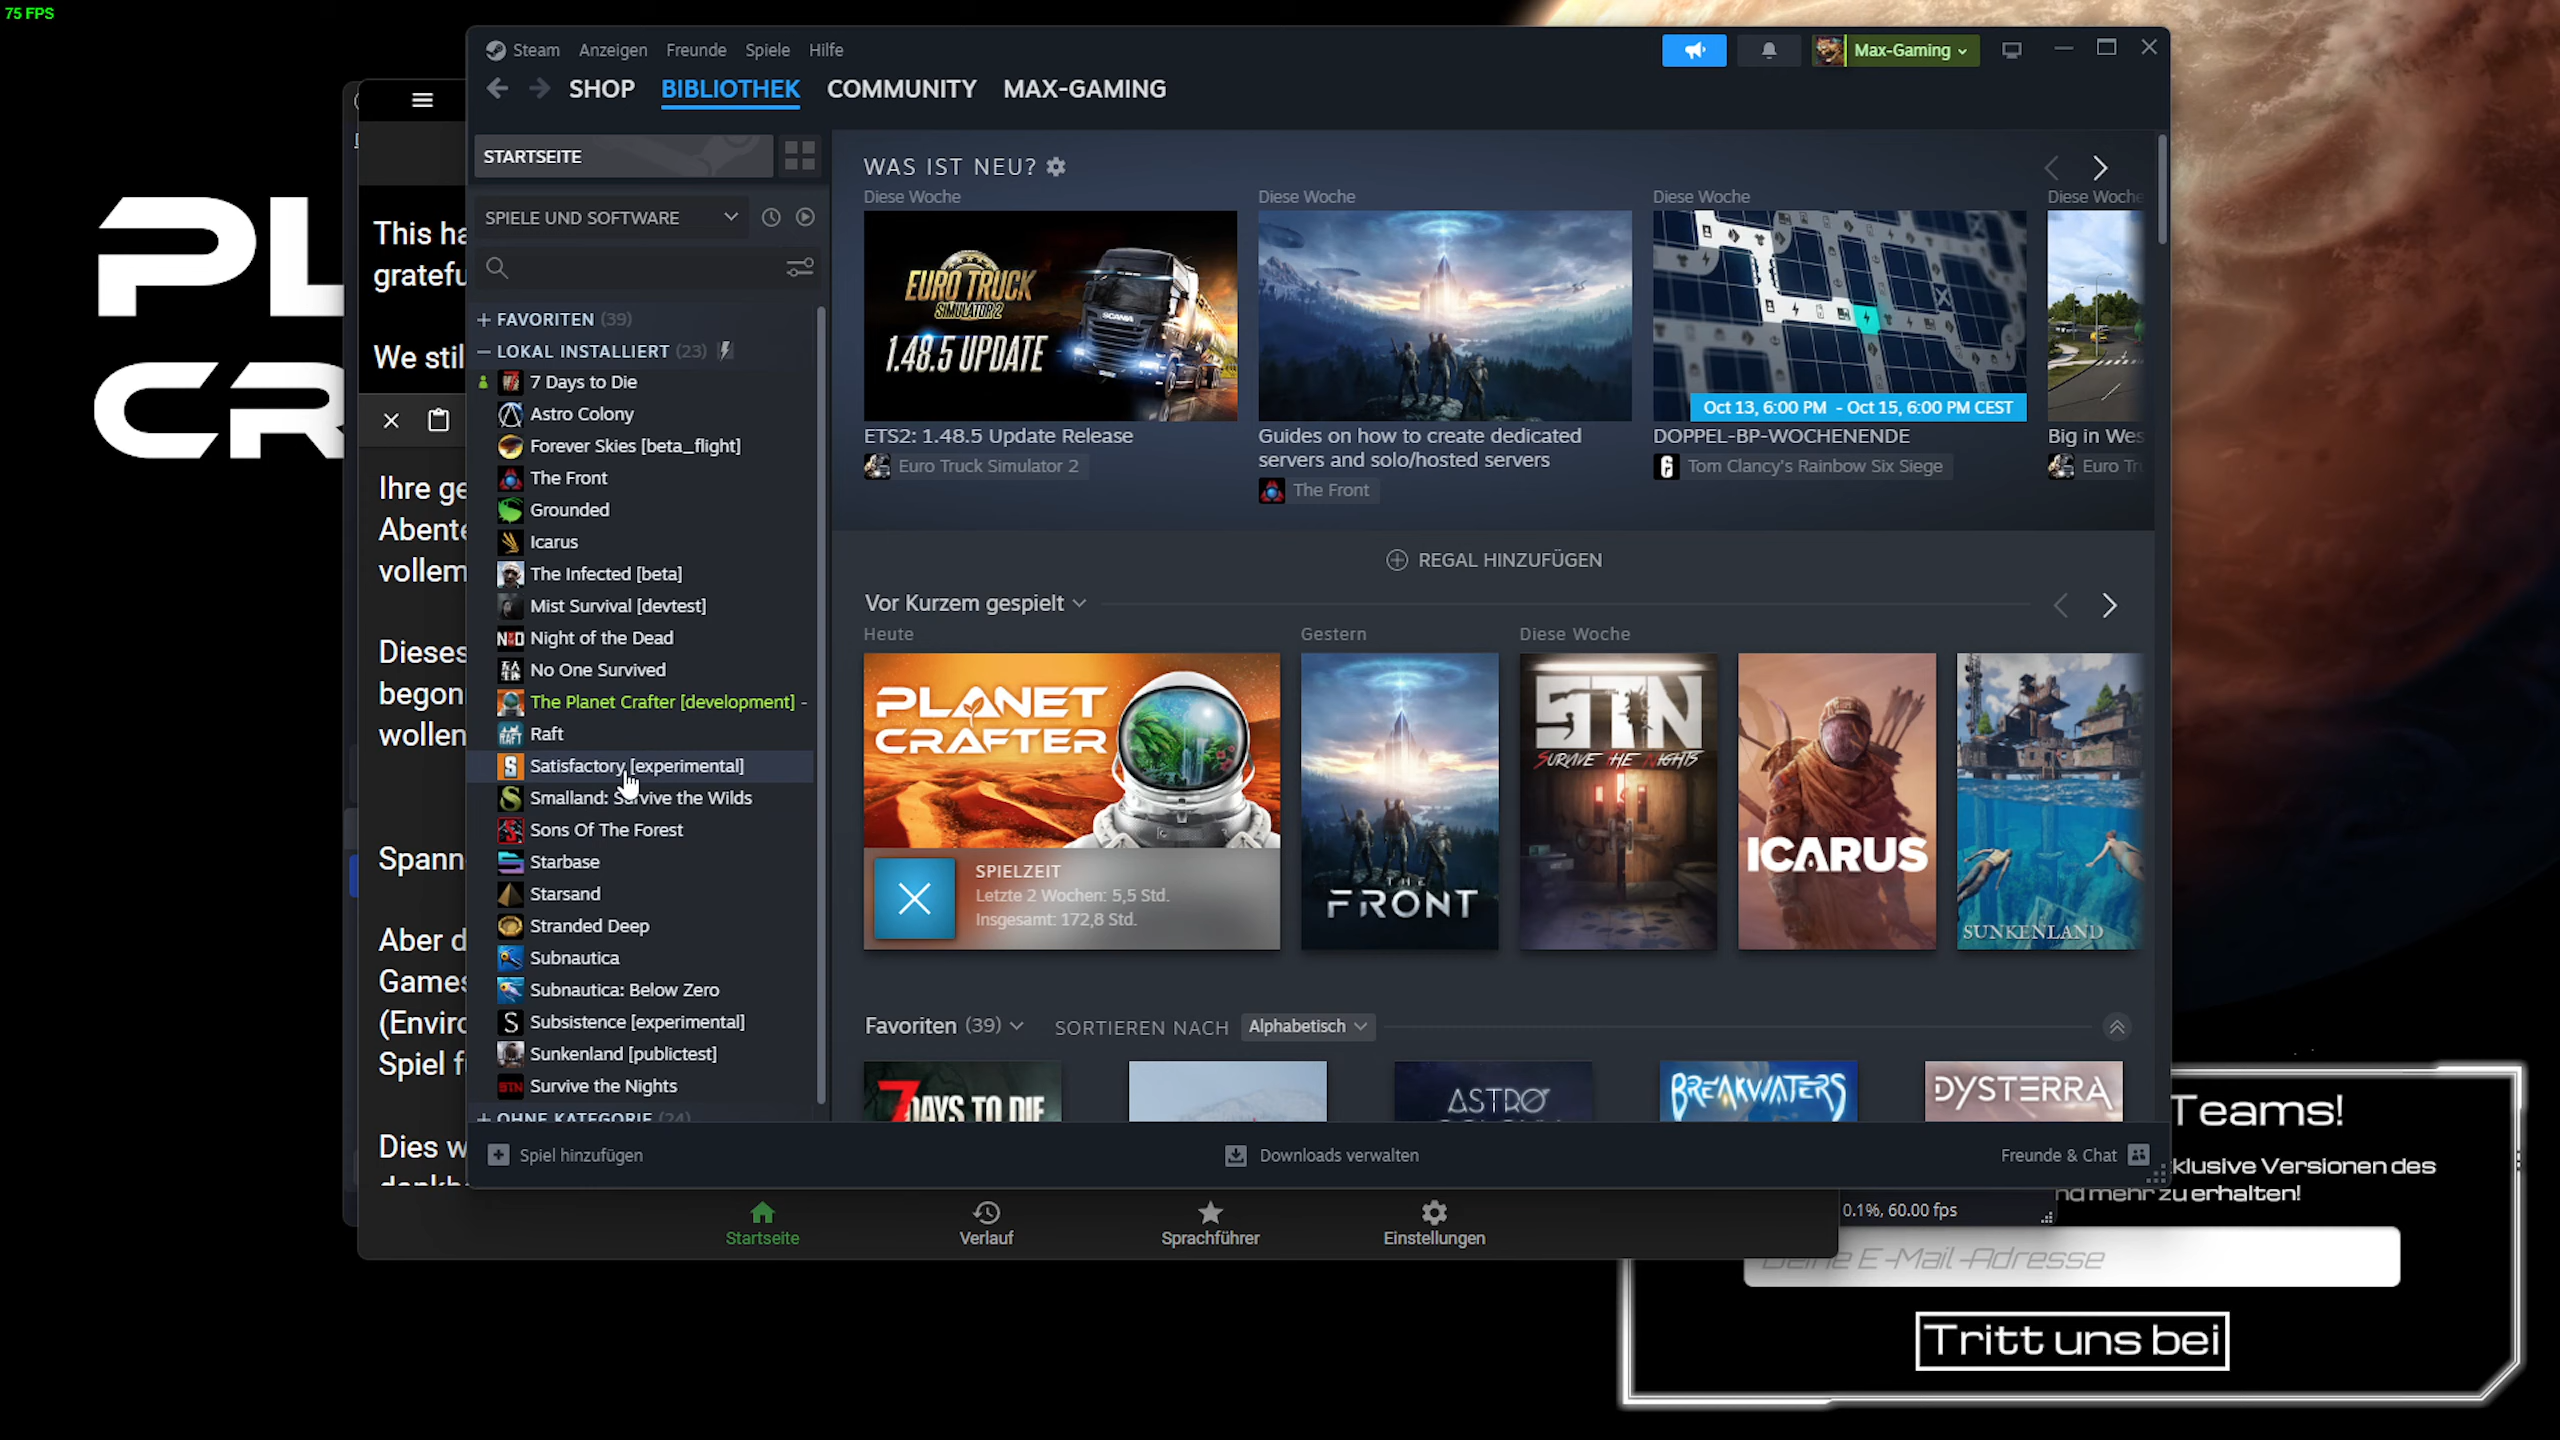 75 FPS
Steam Anzeigen Freunde Spiele Hilfe
Max-Gaming
SHOP BIBLIOTHEK COMMUNITY MAX-GAMING
STARTSEITE
SPIELE UND SOFTWARE
FAVORITEN (39)
LOKAL INSTALLIERT (23)
7 Days to Die
Astro Colony
Forever Skies [beta_flight]
The Front
Grounded
Icarus
The Infected [beta]
Mist Survival [devtest]
Night of the Dead
No One Survived
The Planet Crafter [development] -
Raft
Satisfactory [experimental]
Smalland: Survive the Wilds
Sons Of The Forest
Starbase
Starsand
Stranded Deep
Subnautica
Subnautica: Below Zero
Subsistence [experimental]
Sunkenland [publictest]
Survive the Nights
OHNE KATEGORIE (24)
WAS IST NEU?
Diese Woche
EURO TRUCK
SIMULATOR 2
1.48.5 UPDATE
SCANIA
ETS2: 1.48.5 Update Release
Euro Truck Simulator 2
Diese Woche
Guides on how to create dedicated
servers and solo/hosted servers
The Front
Diese Woche
Oct 13, 6:00 PM - Oct 15, 6:00 PM CEST
DOPPEL-BP-WOCHENENDE
Tom Clancy's Rainbow Six Siege
Diese Woche
Big in Wes
Euro Tru
REGAL HINZUFÜGEN
Vor Kurzem gespielt
Heute
PLANET
CRAFTER
SPIELZEIT
Letzte 2 Wochen: 5,5 Std.
Insgesamt: 172,8 Std.
Gestern
THE
FRONT
Diese Woche
STN
SURVIVE THE NIGHTS
ICARUS
SUNKENLAND
Favoriten (39) SORTIEREN NACH Alphabetisch
7 DAYS TO DIE
ASTRO
BREAKWATERS
DYSTERRA
Spiel hinzufügen
Downloads verwalten
Freunde & Chat
PL
CR
This ha
gratefu
We stil
Ihre ge
Abente
vollem
Dieses
begon
wollen
Spann
Aber d
Games
(Enviro
Spiel f
Dies w
Startseite Verlauf Sprachführer Einstellungen
0.1%, 60.00 fps
Teams!
klusive Versionen des
nd mehr zu erhalten!
Deine E-Mail-Adresse
Tritt uns bei